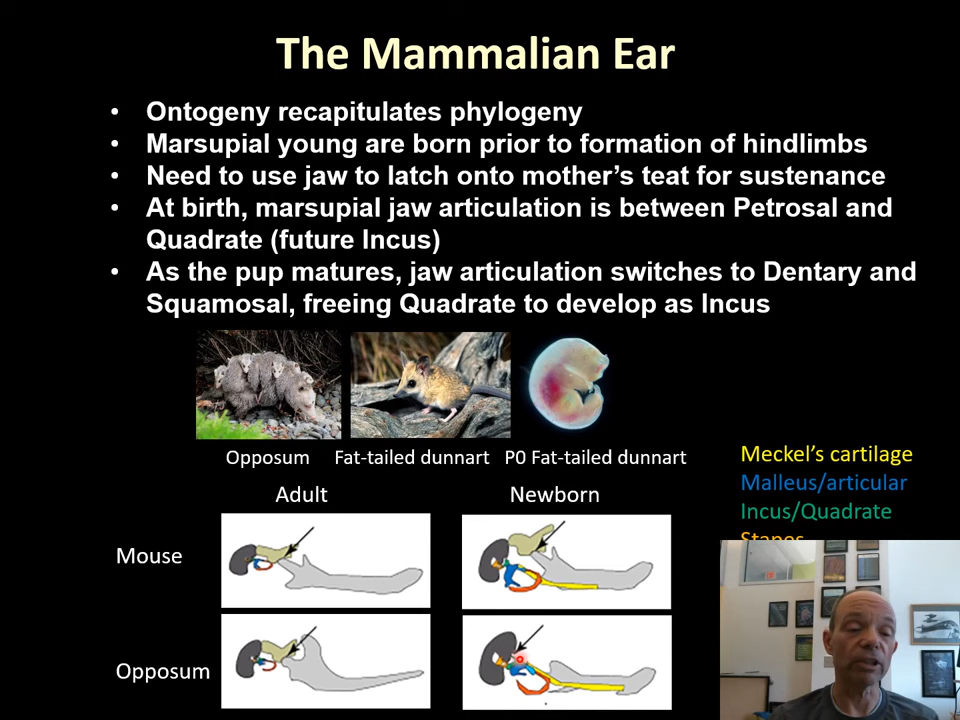 The Mammalian Ear
• Ontogeny recapitulates phylogeny
• Marsupial young are born prior to formation of hindlimbs
• Need to use jaw to latch onto mother’s teat for sustenance
• At birth, marsupial jaw articulation is between Petrosal and
Quadrate (future Incus)
• As the pup matures, jaw articulation switches to Dentary and
Squamosal, freeing Quadrate to develop as Incus
Opposum
Fat-tailed dunnart
P0 Fat-tailed dunnart
Meckel’s cartilage
Malleus/articular
Incus/Quadrate
Stapes
Adult
Newborn
Mouse
Opposum